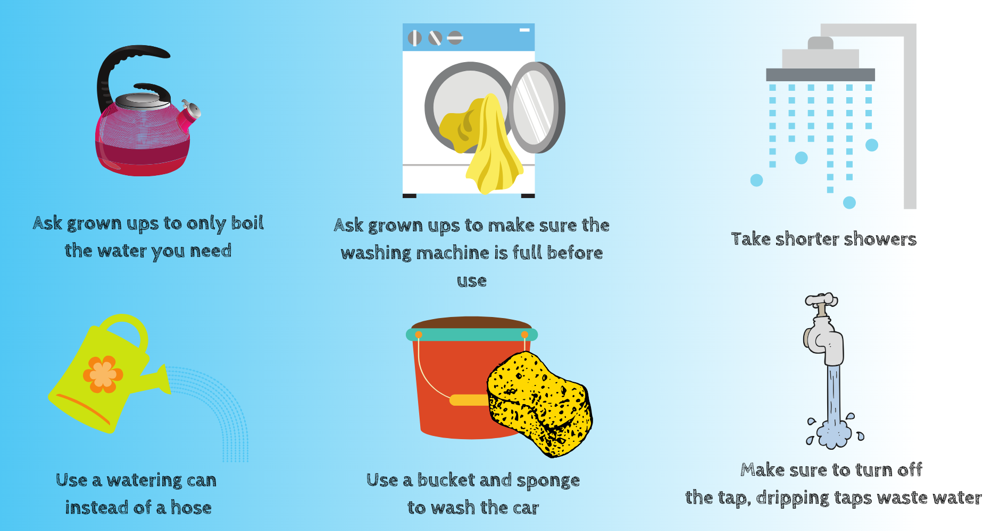 Ask grown ups to only boil
the water you need
Ask grown ups to make sure the
washing machine is full before
use
Take shorter showers
Use a watering can
instead of a hose
Use a bucket and sponge
to wash the car
Make sure to turn off
the tap, dripping taps waste water